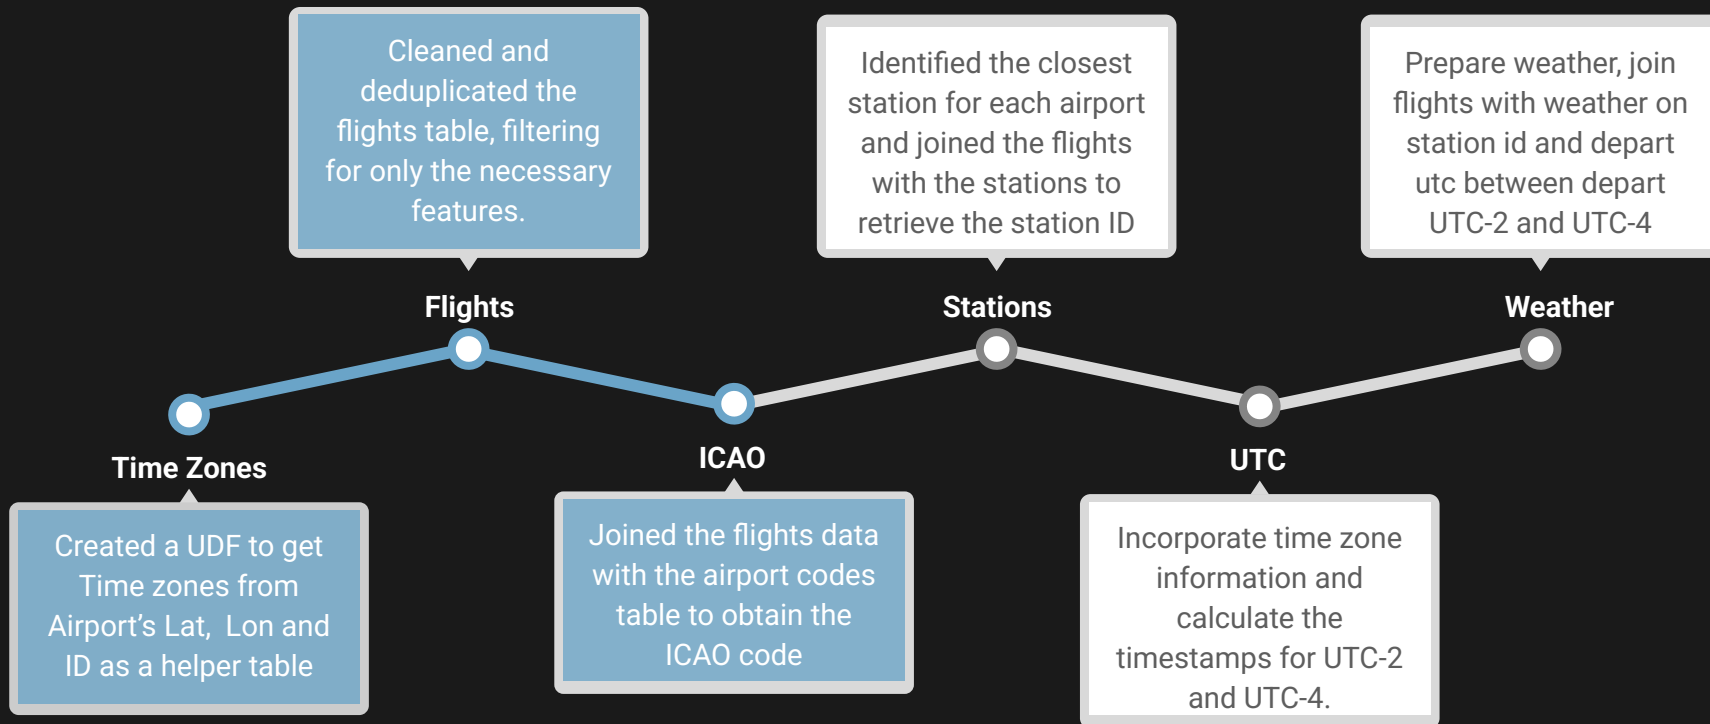 Cleaned and
deduplicated the
flights table, filtering
for only the necessary
features.
Flights
Identified the closest
station for each airport
and joined the flights
with the stations to
retrieve the station ID
Stations
Prepare weather, join
flights with weather on
station id and depart
utc between depart
UTC-2 and UTC-4
Weather
Time Zones
Created a UDF to get
Time zones from
Airport’s Lat,  Lon and
ID as a helper table
ICAO
Joined the flights data
with the airport codes
table to obtain the
ICAO code
UTC
Incorporate time zone
information and
calculate the
timestamps for UTC-2
and UTC-4.